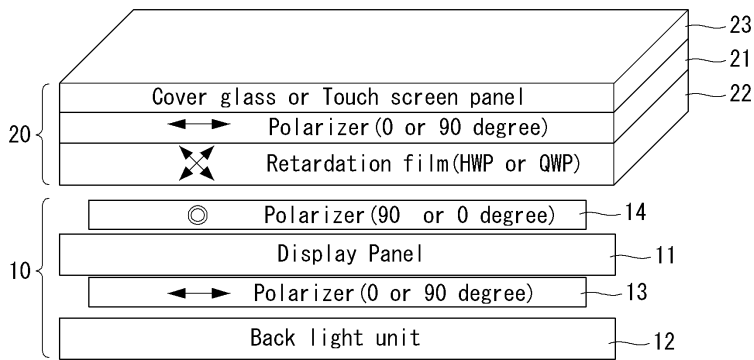 23
21
22
20
Cover glass or Touch screen panel
Polarizer(0 or 90 degree)
Retardation film(HWP or QWP)
10
Polarizer(90 or 0 degree)
14
Display Panel
11
Polarizer(0 or 90 degree)
13
Back light unit
12